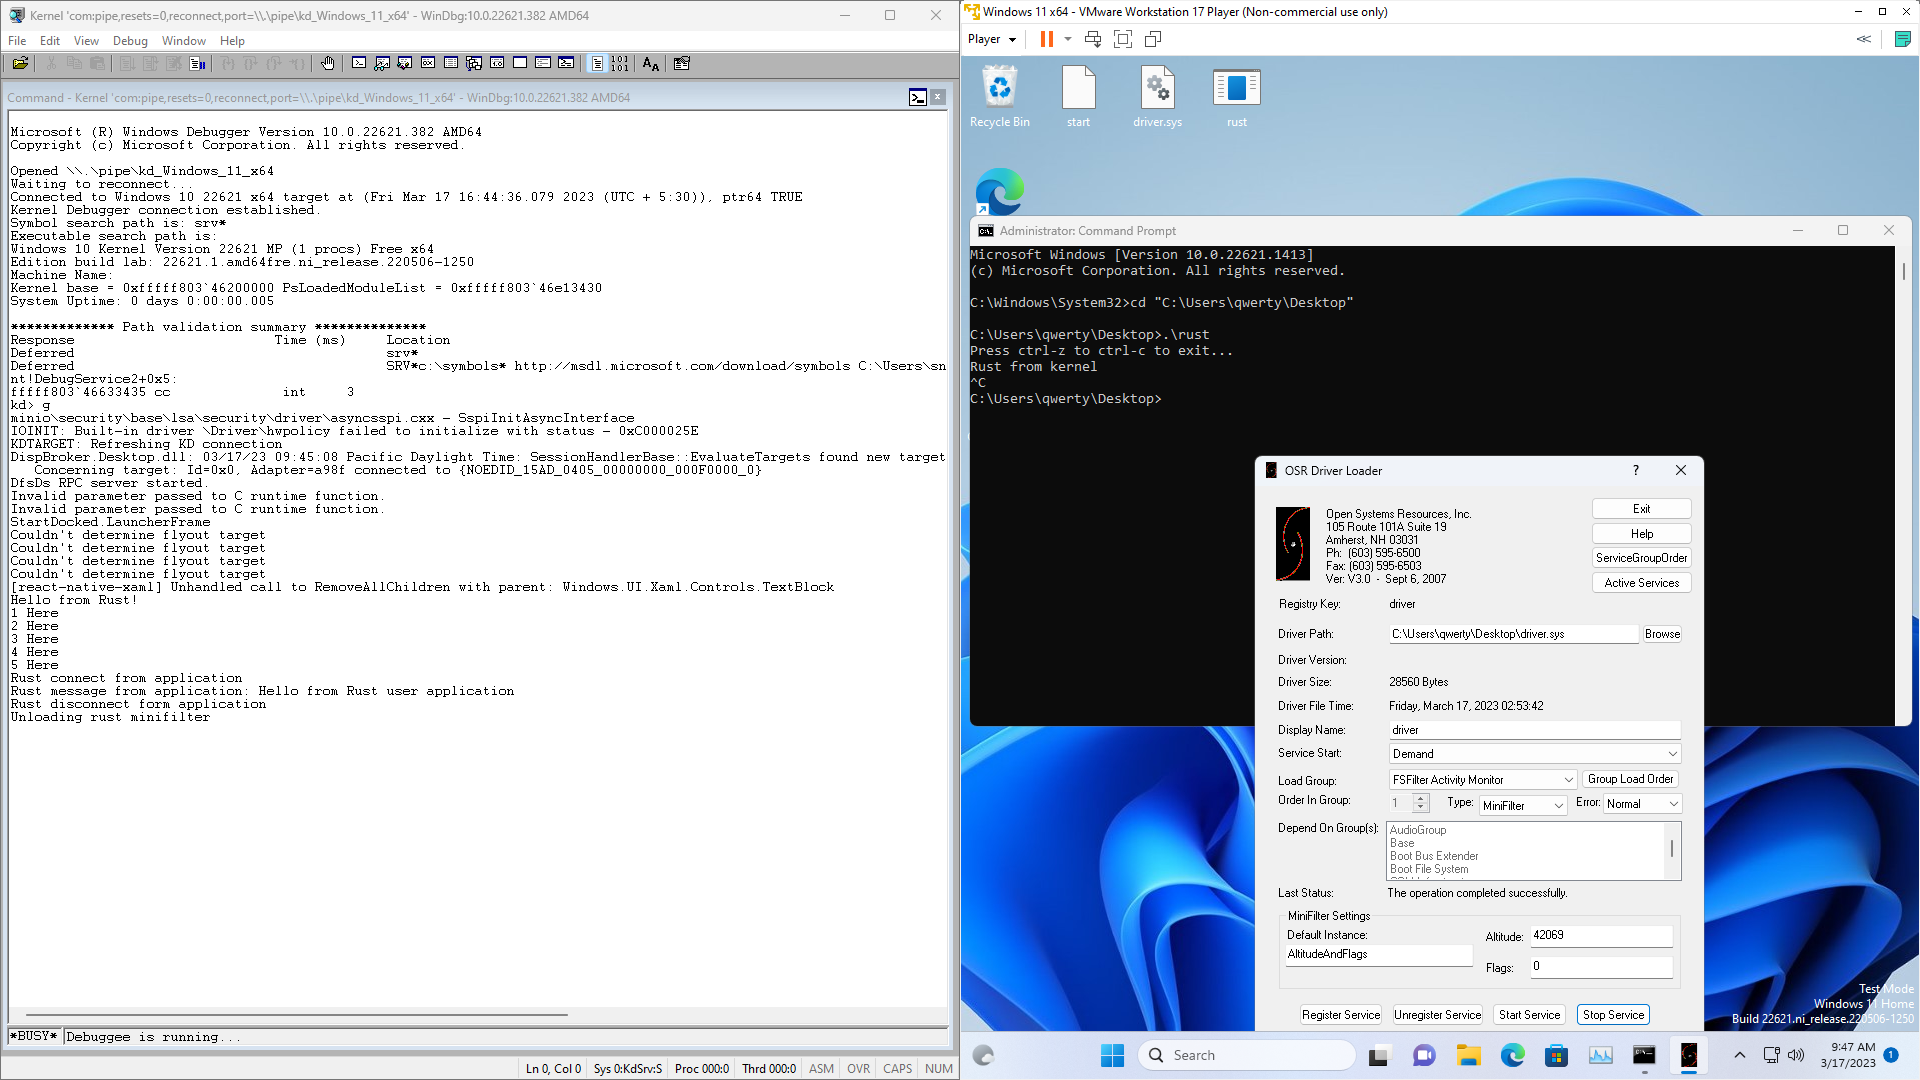 Kernel 'com:pipe,resets=0,reconnect,port=\\.\pipe\kd_Windows_11_x64' - WinDbg:10.0.22621.382 AMD64
File Edit View Debug Window Help
Command - Kernel 'com:pipe,resets=0,reconnect,port=\\.\pipe\kd_Windows_11_x64' - WinDbg:10.0.22621.382 AMD64
Microsoft (R) Windows Debugger Version 10.0.22621.382 AMD64
Copyright (c) Microsoft Corporation. All rights reserved.
Opened \\.\pipe\kd_Windows_11_x64
Waiting to reconnect...
Connected to Windows 10 22621 x64 target at (Fri Mar 17 16:44:36.079 2023 (UTC + 5:30)), ptr64 TRUE
Kernel Debugger connection established.
Symbol search path is: srv*
Executable search path is:
Windows 10 Kernel Version 22621 MP (1 procs) Free x64
Edition build lab: 22621.1.amd64fre.ni_release.220506-1250
Machine Name:
Kernel base = 0xfffff803`46200000 PsLoadedModuleList = 0xfffff803`46e13430
System Uptime: 0 days 0:00:00.005
************* Path validation summary **************
Response Time (ms) Location
Deferred srv*
Deferred SRV*c:\symbols* http://msdl.microsoft.com/download/symbols C:\Users\sn
nt!DebugService2+0x5:
fffff803`46633435 cc int 3
kd> g
minio\security\base\lsa\security\driver\asyncsspi.cxx - SspiInitAsyncInterface
IOINIT: Built-in driver \Driver\hwpolicy failed to initialize with status - 0xC000025E
KDTARGET: Refreshing KD connection
DispBroker.Desktop.dll: 03/17/23 09:45:08 Pacific Daylight Time: SessionHandlerBase::EvaluateTargets found new target
Concerning target: Id=0x0, Adapter=a98f connected to {NOEDID_15AD_0405_00000000_000F0000_0}
DfsDs RPC server started.
Invalid parameter passed to C runtime function.
Invalid parameter passed to C runtime function.
StartDocked.LauncherFrame
Couldn't determine flyout target
Couldn't determine flyout target
Couldn't determine flyout target
Couldn't determine flyout target
[react-native-xaml] Unhandled call to RemoveAllChildren with parent: Windows.UI.Xaml.Controls.TextBlock
Hello from Rust!
1 Here
2 Here
3 Here
4 Here
5 Here
Rust connect from application
Rust message from application: Hello from Rust user application
Rust disconnect form application
Unloading rust minifilter
*BUSY* Debuggee is running...
Ln 0, Col 0 Sys 0:KdSrv:S Proc 000:0 Thrd 000:0 ASM OVR CAPS NUM
Windows 11 x64 - VMware Workstation 17 Player (Non-commercial use only)
Player
Recycle Bin
start
driver.sys
rust
Administrator: Command Prompt
Microsoft Windows [Version 10.0.22621.1413]
(c) Microsoft Corporation. All rights reserved.
C:\Windows\System32>cd "C:\Users\qwerty\Desktop"
C:\Users\qwerty\Desktop>.\rust
Press ctrl-z to ctrl-c to exit...
Rust from kernel
^C
C:\Users\qwerty\Desktop>
OSR Driver Loader
Open Systems Resources, Inc.
105 Route 101A Suite 19
Amherst, NH 03031
Ph: (603) 595-6500
Fax: (603) 595-6503
Ver: V3.0 - Sept 6, 2007
Exit
Help
ServiceGroupOrder
Active Services
Registry Key: driver
Driver Path: C:\Users\qwerty\Desktop\driver.sys Browse
Driver Version:
Driver Size: 28560 Bytes
Driver File Time: Friday, March 17, 2023 02:53:42
Display Name: driver
Service Start: Demand
Load Group: FSFilter Activity Monitor Group Load Order
Order In Group: 1 Type: MiniFilter Error: Normal
Depend On Group(s): AudioGroup
Base
Boot Bus Extender
Boot File System
Last Status: The operation completed successfully.
MiniFilter Settings
Default Instance:
AltitudeAndFlags
Altitude: 42069
Flags: 0
Register Service Unregister Service Start Service Stop Service
Test Mode
Windows 11 Home
Build 22621.ni_release.220506-1250
Search
9:47 AM
3/17/2023
1